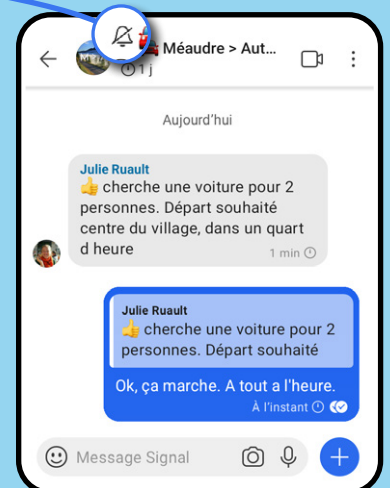 Méaudre > Aut...
1 j
Aujourd'hui
Julie Ruault
👍 cherche une voiture pour 2
personnes. Départ souhaité
centre du village, dans un quart
d heure
1 min
Julie Ruault
👍 cherche une voiture pour 2
personnes. Départ souhaité
Ok, ça marche. A tout a l'heure.
À l'instant
Message Signal